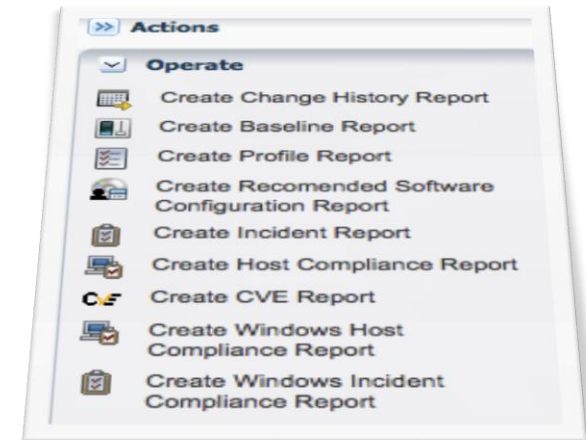 Actions
Operate
Create Change History Report
Create Baseline Report
Create Profile Report
Create Recomended Software
Configuration Report
Create Incident Report
Create Host Compliance Report
CVE Create CVE Report
Create Windows Host
Compliance Report
Create Windows Incident
Compliance Report